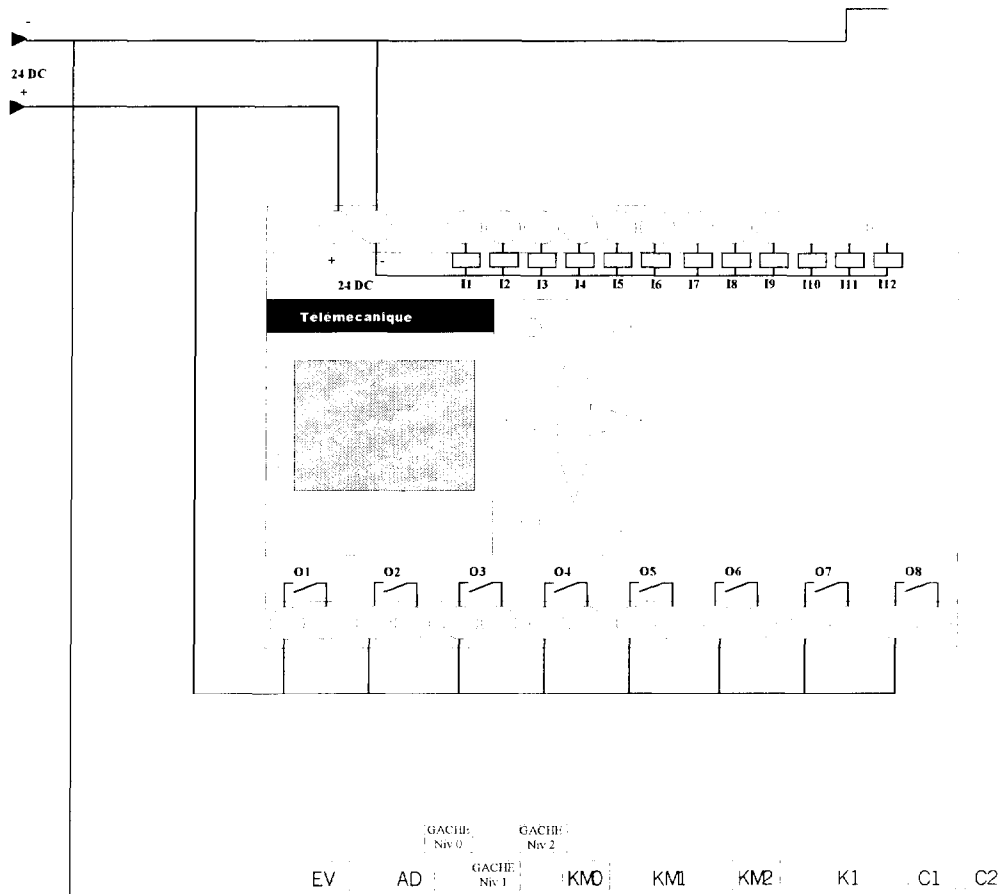 -
24 DC
+
+ -
24 DC
I1 I2 I3 I4 I5 I6 I7 I8 I9 I10 I11 I12
Telémecanique
O1 O2 O3 O4 O5 O6 O7 O8
GACHE
Niv 0
GACHE
Niv 2
EV AD
GACHE
Niv 1
KM0 KM1 KM2 K1 C1 C2